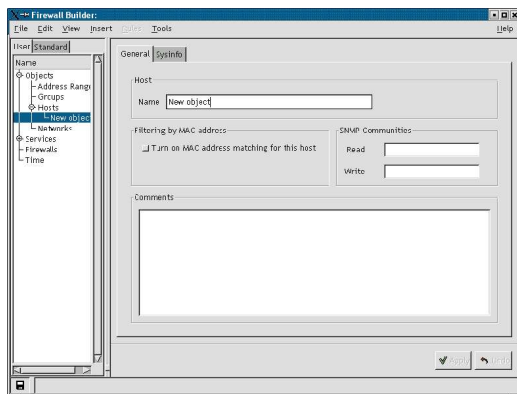 Firewall Builder:
File Edit View Insert Rules Tools Help
User Standard
Name
Objects
Address Range
Groups
Hosts
New object
Networks
Services
Firewalls
Time
General Sysinfo
Host
Name New object
Filtering by MAC address
Turn on MAC address matching for this host
SNMP Communities
Read
Write
Comments
Apply Undo